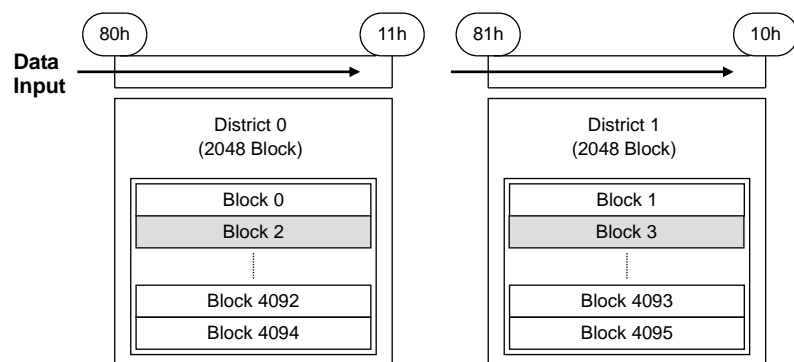 80h
11h
81h
10h
Data
Input
District 0
(2048 Block)
Block 0
Block 2
Block 4092
Block 4094
District 1
(2048 Block)
Block 1
Block 3
Block 4093
Block 4095